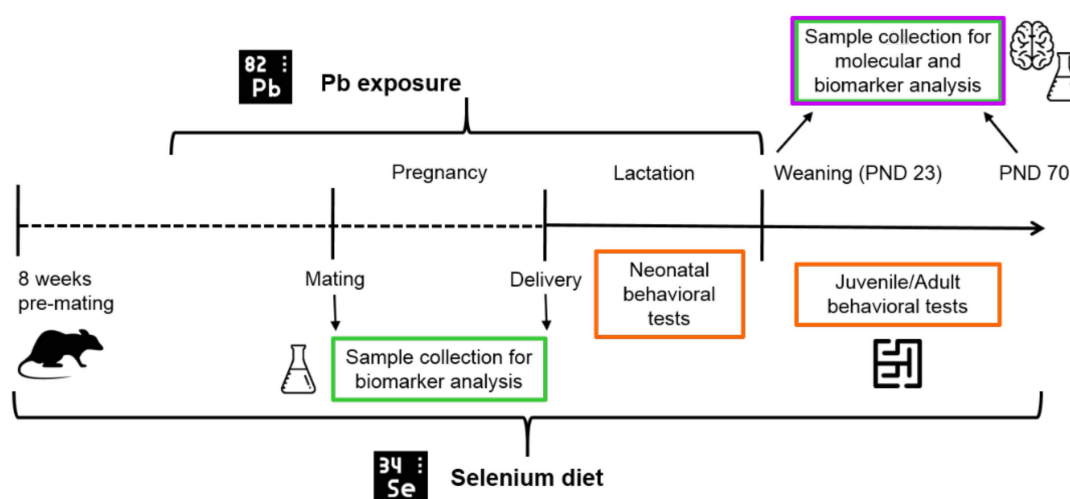 82
Pb
Pb exposure
Sample collection for
molecular and
biomarker analysis
Pregnancy
Lactation
Weaning (PND 23)
PND 70
8 weeks
pre-mating
Mating
Delivery
Neonatal
behavioral
tests
Juvenile/Adult
behavioral tests
Sample collection for
biomarker analysis
34
Se
Selenium diet